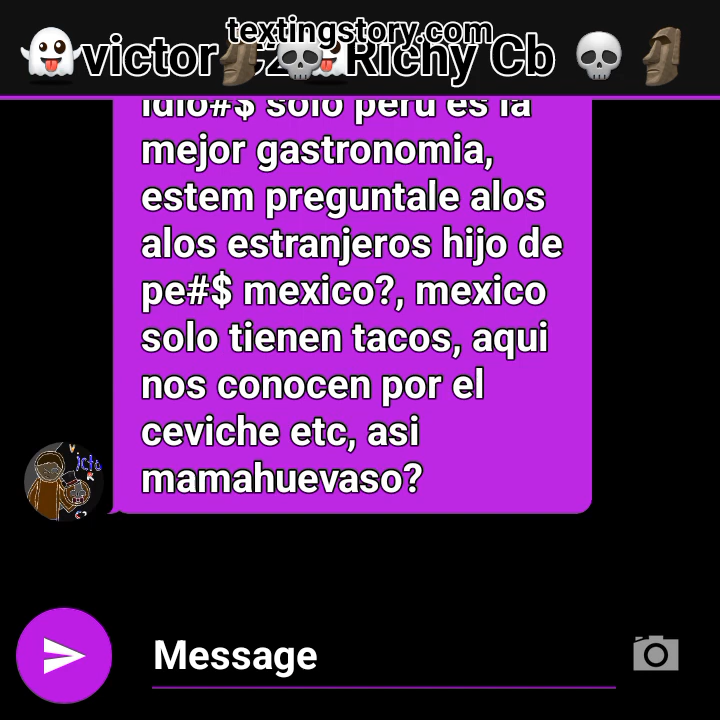 textingstory.com
victor Richy Cb
idio#$ solo peru es la
mejor gastronomia,
estem preguntale alos
alos estranjeros hijo de
pe#$ mexico?, mexico
solo tienen tacos, aqui
nos conocen por el
ceviche etc, asi
mamahuevaso?
Message